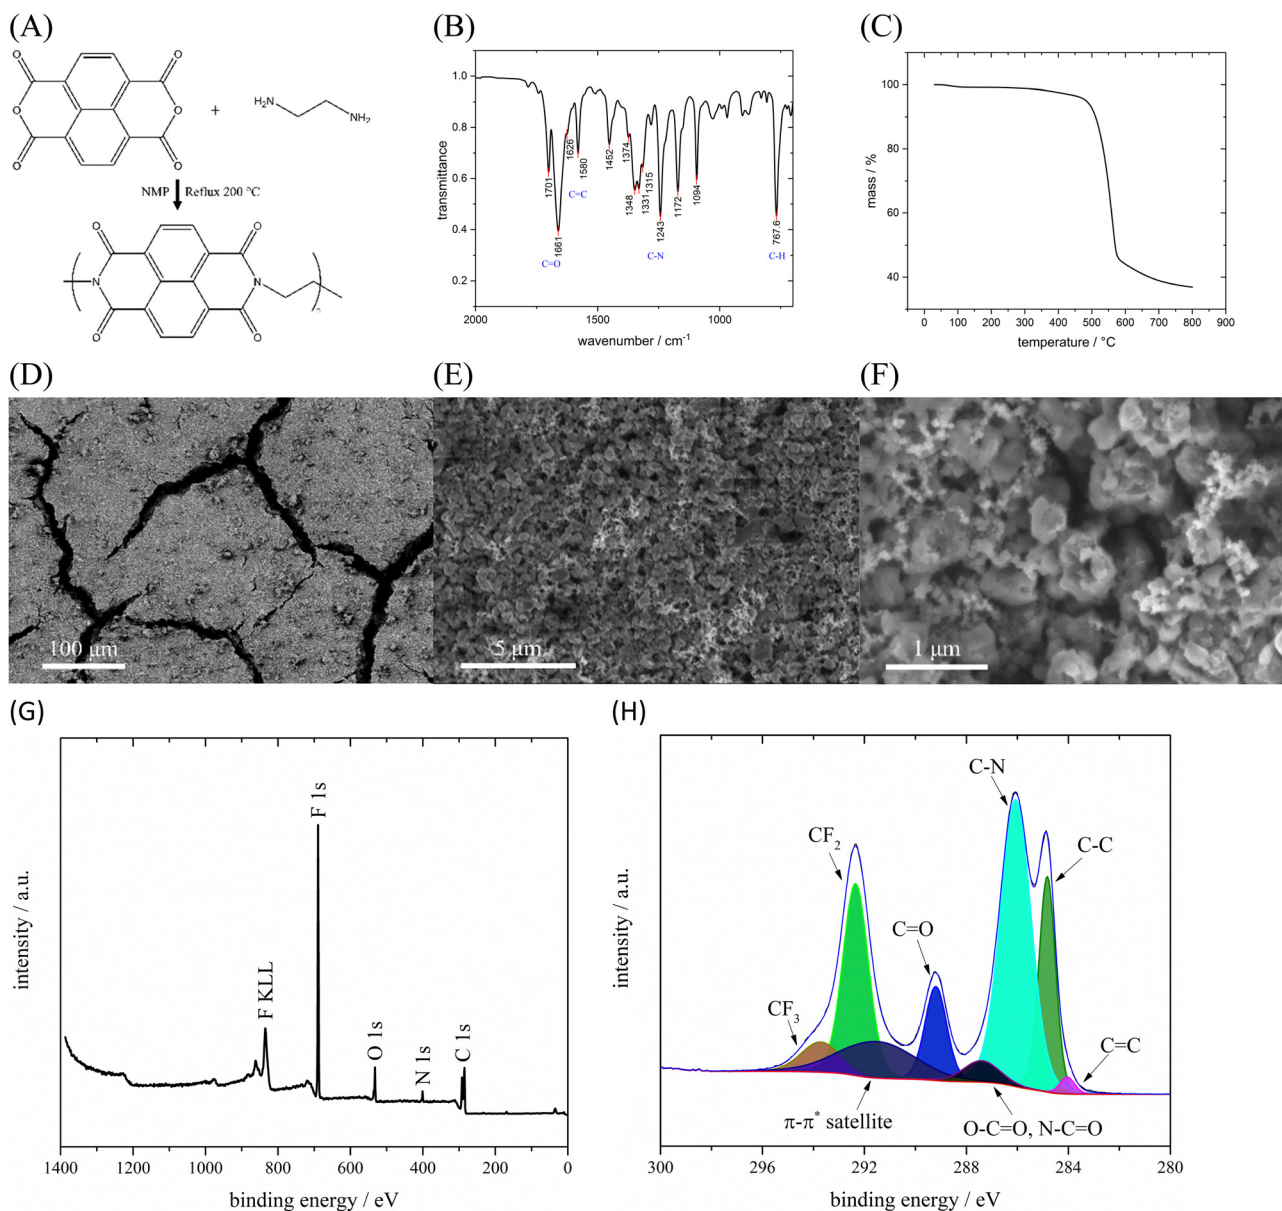 (A)
O
O
O
O
O
O
+
H₂N
NH₂
NMP
Reflux 200 °C
O
O
N
N
O
O
n
(B)
transmittance
1.0
0.8
0.6
0.4
0.2
1701
1661
1626
1580
1452
1374
1348
1331
1315
1243
1172
1094
767.6
C=O
C=C
C-N
C-H
2000
1500
1000
wavenumber / cm⁻¹
(C)
mass / %
100
80
60
40
0
100
200
300
400
500
600
700
800
900
temperature / °C
(D)
100 µm
(E)
5 µm
(F)
1 µm
(G)
intensity / a.u.
F KLL
F 1s
O 1s
N 1s
C 1s
1400
1200
1000
800
600
400
200
0
binding energy / eV
(H)
intensity / a.u.
CF₃
CF₂
C=O
C-N
C-C
C=C
π-π* satellite
O-C=O, N-C=O
300
296
292
288
284
280
binding energy / eV